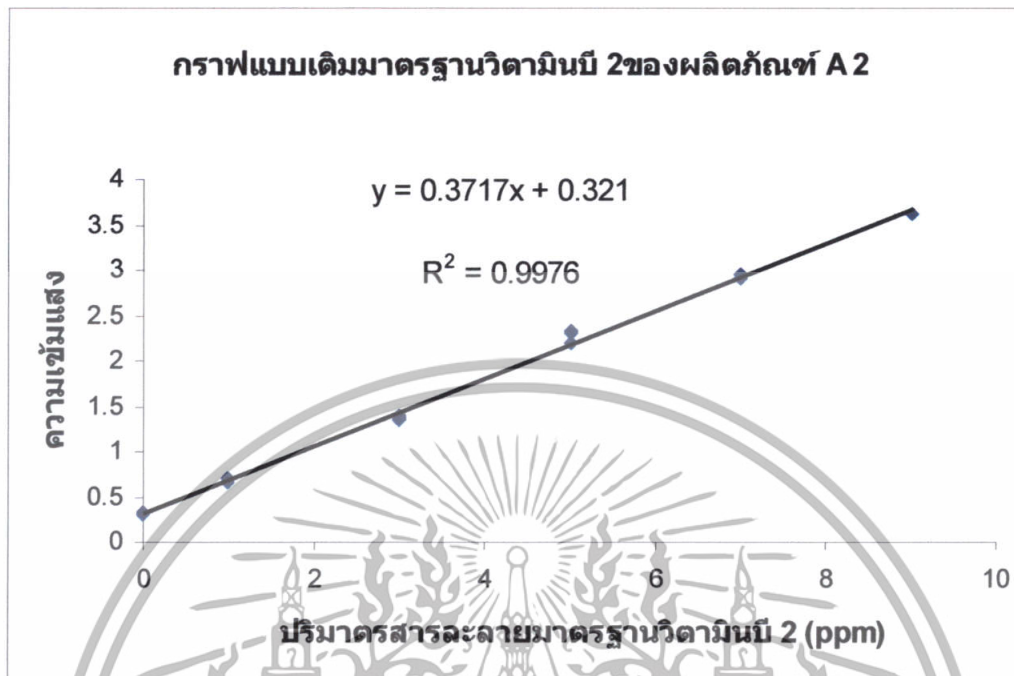 กราฟแบบเติมมาตรฐานวิตามินบี 2ของผลิตภัณฑ์ A 2
y = 0.3717x + 0.321
R² = 0.9976
ความเข้มแสง
4
3.5
3
2.5
2
1.5
1
0.5
0
0 2 4 6 8 10
ปริมาตรสารละลายมาตรฐานวิตามินบี 2 (ppm)